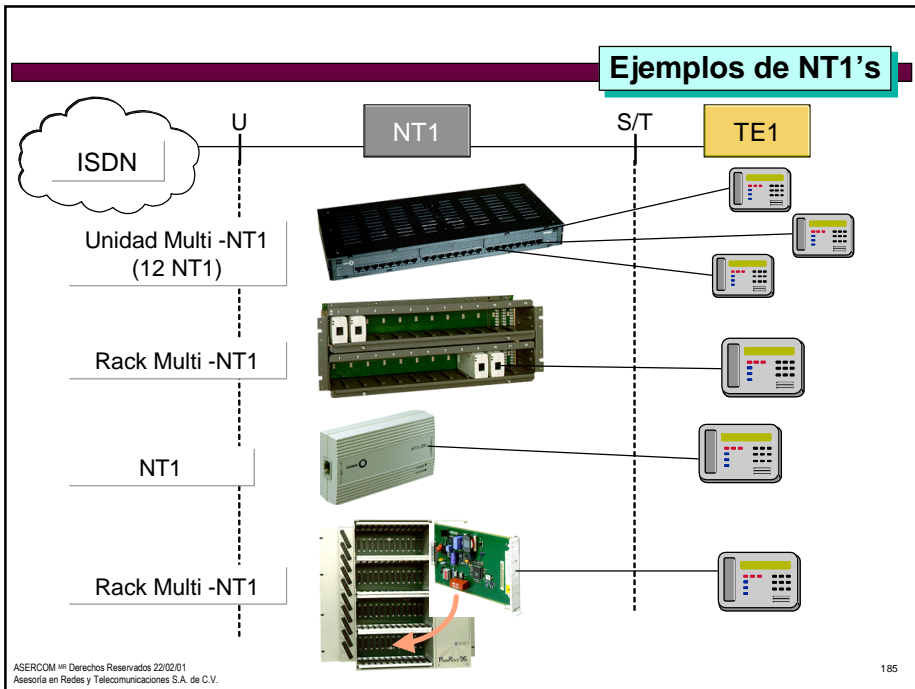 Ejemplos de NT1's
U
NT1
S/T
TE1
ISDN
Unidad Multi -NT1
(12 NT1)
Rack Multi -NT1
NT1
Rack Multi -NT1
ASERCOM MR Derechos Reservados 22/02/01
Asesoría en Redes y Telecomunicaciones S.A. de C.V.
185